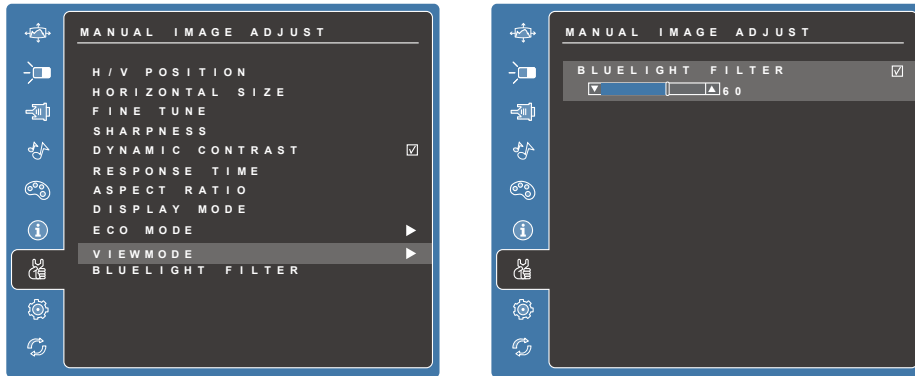 MANUAL IMAGE ADJUST
H/V POSITION
HORIZONTAL SIZE
FINE TUNE
SHARPNESS
DYNAMIC CONTRAST
RESPONSE TIME
ASPECT RATIO
DISPLAY MODE
ECO MODE
VIEWMODE
BLUELIGHT FILTER
MANUAL IMAGE ADJUST
BLUELIGHT FILTER
60